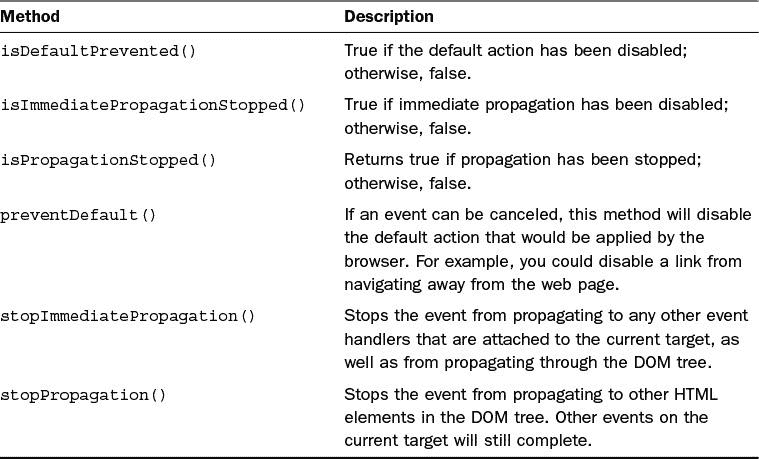 Method Description
isDefaultPrevented() True if the default action has been disabled;
otherwise, false.
isImmediatePropagationStopped() True if immediate propagation has been disabled;
otherwise, false.
isPropagationStopped() Returns true if propagation has been stopped;
otherwise, false.
preventDefault() If an event can be canceled, this method will disable
the default action that would be applied by the
browser. For example, you could disable a link from
navigating away from the web page.
stopImmediatePropagation() Stops the event from propagating to any other event
handlers that are attached to the current target, as
well as from propagating through the DOM tree.
stopPropagation() Stops the event from propagating to other HTML
elements in the DOM tree. Other events on the
current target will still complete.